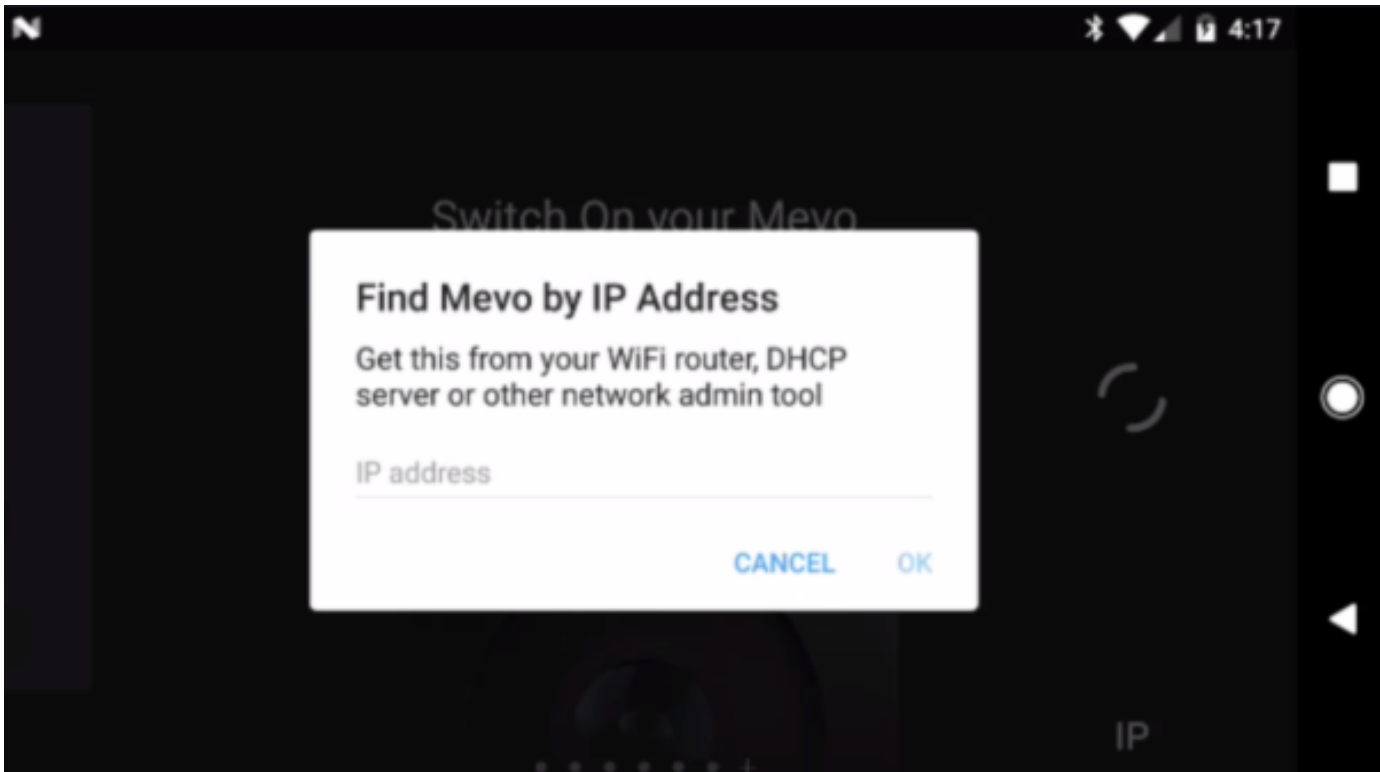 4:17
Switch On your Mevo
Find Mevo by IP Address
Get this from your WiFi router, DHCP
server or other network admin tool
IP address
CANCEL OK
IP